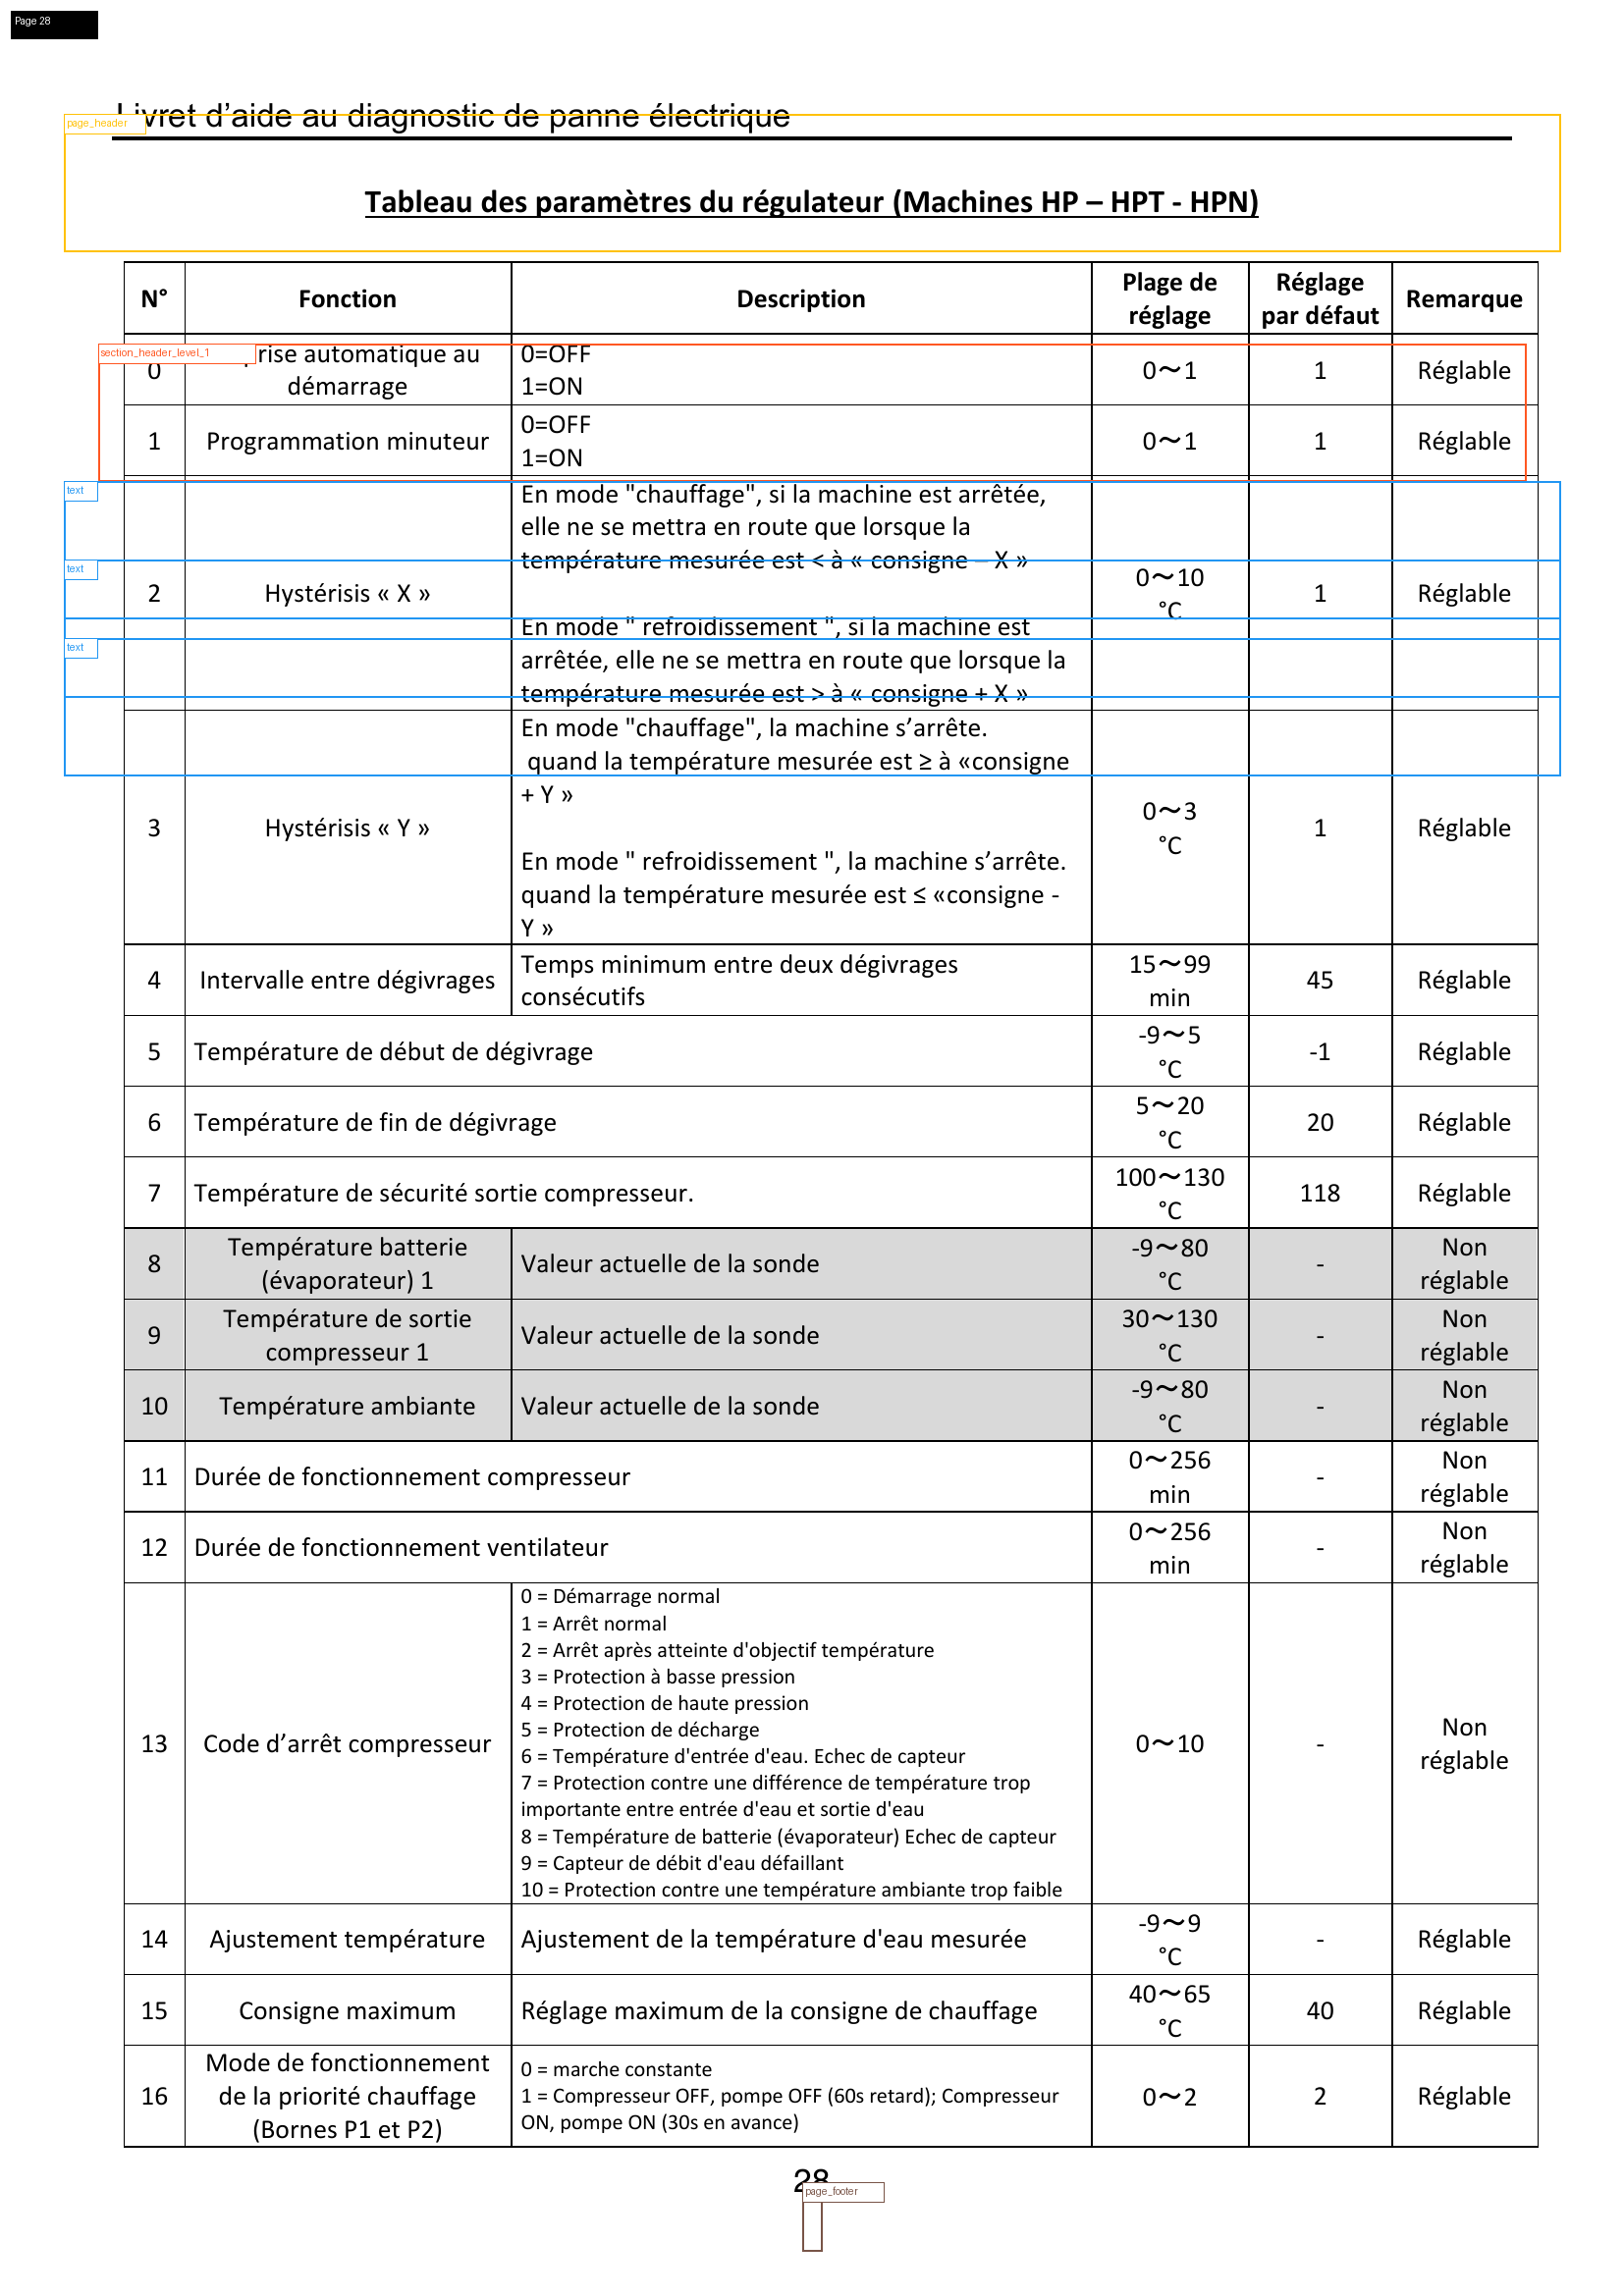 Page 28
Livret d’aide au diagnostic de panne électrique
page_header
Tableau des paramètres du régulateur (Machines HP – HPT - HPN)
N° Fonction Description Plage de réglage Réglage par défaut Remarque
section_header_level_1
0 prise automatique au démarrage 0=OFF 1=ON 0～1 1 Réglable
1 Programmation minuteur 0=OFF 1=ON 0～1 1 Réglable
text
En mode "chauffage", si la machine est arrêtée,
elle ne se mettra en route que lorsque la
température mesurée est < à « consigne – X »
text
2 Hystérisis « X » 0～10 °C 1 Réglable
En mode " refroidissement ", si la machine est
text
arrêtée, elle ne se mettra en route que lorsque la
température mesurée est > à « consigne + X »
En mode "chauffage", la machine s’arrête.
quand la température mesurée est ≥ à «consigne
+ Y »
3 Hystérisis « Y » 0～3 °C 1 Réglable
En mode " refroidissement ", la machine s’arrête.
quand la température mesurée est ≤ «consigne -
Y »
4 Intervalle entre dégivrages Temps minimum entre deux dégivrages consécutifs 15～99 min 45 Réglable
5 Température de début de dégivrage -9～5 °C -1 Réglable
6 Température de fin de dégivrage 5～20 °C 20 Réglable
7 Température de sécurité sortie compresseur. 100～130 °C 118 Réglable
8 Température batterie (évaporateur) 1 Valeur actuelle de la sonde -9～80 °C - Non réglable
9 Température de sortie compresseur 1 Valeur actuelle de la sonde 30～130 °C - Non réglable
10 Température ambiante Valeur actuelle de la sonde -9～80 °C - Non réglable
11 Durée de fonctionnement compresseur 0～256 min - Non réglable
12 Durée de fonctionnement ventilateur 0～256 min - Non réglable
13 Code d’arrêt compresseur
0 = Démarrage normal
1 = Arrêt normal
2 = Arrêt après atteinte d'objectif température
3 = Protection à basse pression
4 = Protection de haute pression
5 = Protection de décharge
6 = Température d'entrée d'eau. Echec de capteur
7 = Protection contre une différence de température trop
importante entre entrée d'eau et sortie d'eau
8 = Température de batterie (évaporateur) Echec de capteur
9 = Capteur de débit d'eau défaillant
10 = Protection contre une température ambiante trop faible
0～10 - Non réglable
14 Ajustement température Ajustement de la température d'eau mesurée -9～9 °C - Réglable
15 Consigne maximum Réglage maximum de la consigne de chauffage 40～65 °C 40 Réglable
16 Mode de fonctionnement de la priorité chauffage (Bornes P1 et P2)
0 = marche constante
1 = Compresseur OFF, pompe OFF (60s retard); Compresseur
ON, pompe ON (30s en avance)
0～2 2 Réglable
28
page_footer